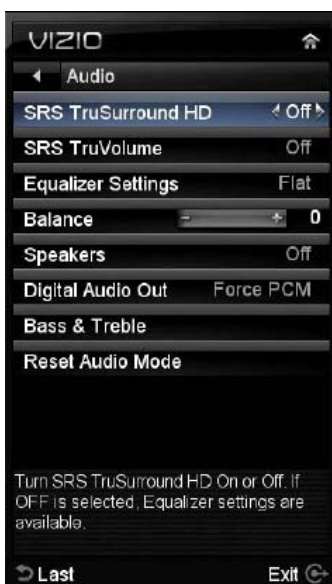 VIZIO
Audio
SRS TruSurround HD Off
SRS TruVolume Off
Equalizer Settings Flat
Balance - + 0
Speakers Off
Digital Audio Out Force PCM
Bass & Treble
Reset Audio Mode
Turn SRS TruSurround HD On or Off. If
OFF is selected, Equalizer settings are
available.
Last Exit